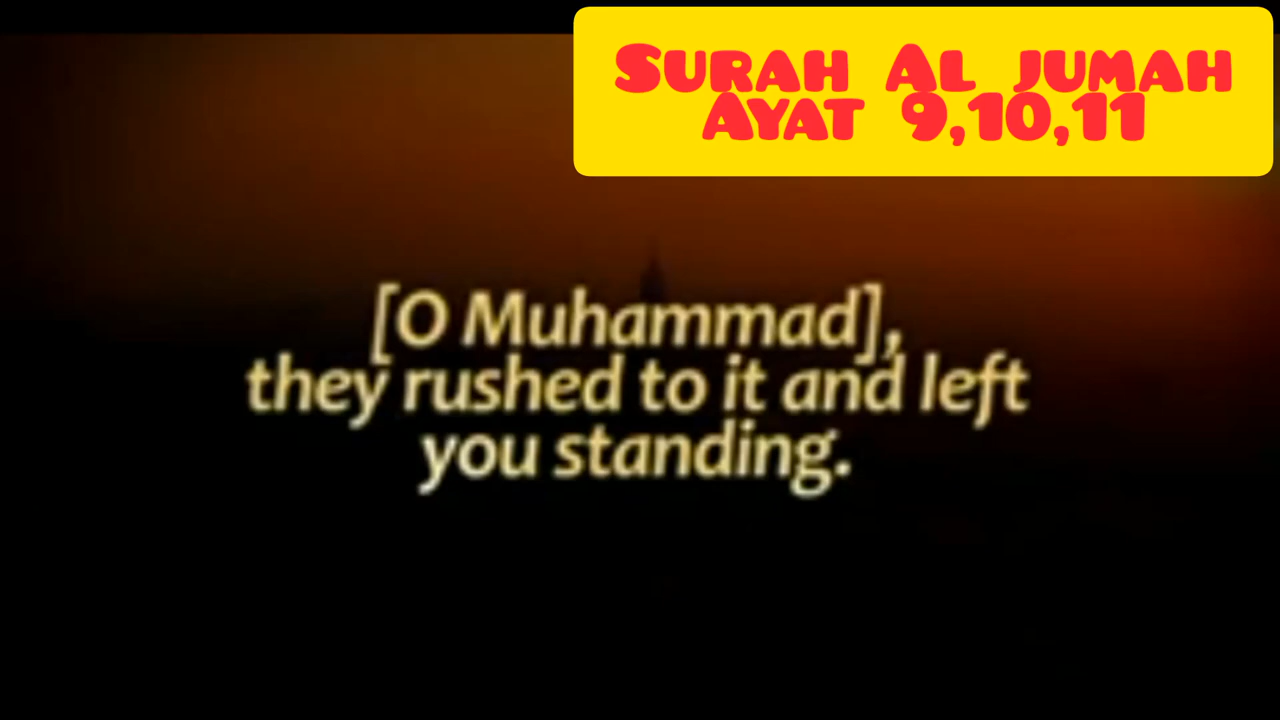 Surah Al jumah
Ayat 9,10,11
[O Muhammad],
they rushed to it and left
you standing.